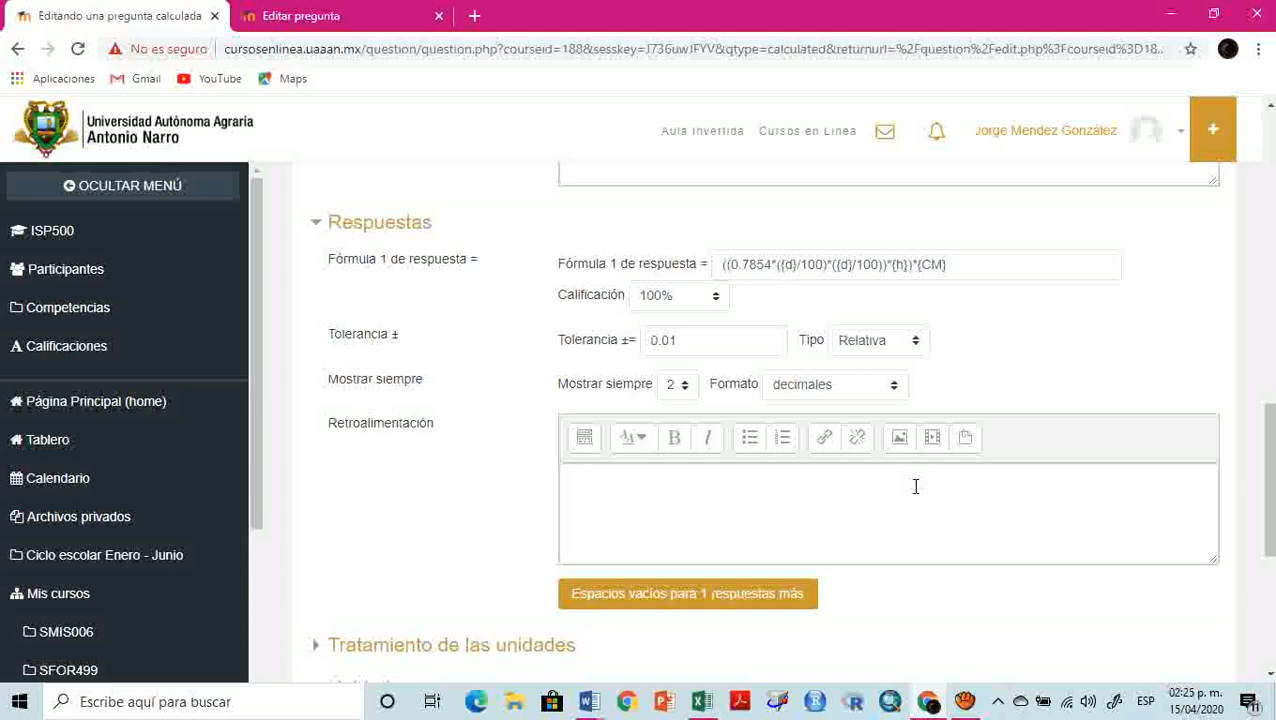 Editando una pregunta calculada
Editar pregunta
No es seguro
cursosenlinea.uaaan.mx/question/question.php?courseid=188&sesskey=J736uwJFYV&qtype=calculated&returnurl=%2Fquestion%2Fedit.php%3Fcourseid%3D18...
Aplicaciones
Gmail
YouTube
Maps
Universidad Autónoma Agraria
Antonio Narro
Aula Invertida
Cursos en Línea
Jorge Mendez González
+
OCULTAR MENÚ
ISP500
Participantes
Competencias
Calificaciones
Página Principal (home)
Tablero
Calendario
Archivos privados
Ciclo escolar Enero - Junio
Mis cursos
SMIS006
SFOR499
Respuestas
Fórmula 1 de respuesta =
Fórmula 1 de respuesta = ((0.7854*({d}/100)*({d}/100))*{h})*{CM}
Calificación 100%
Tolerancia ±
Tolerancia ±= 0.01 Tipo Relativa
Mostrar siempre
Mostrar siempre 2 Formato decimales
Retroalimentación
B I
Espacios vacíos para 1 respuestas más
Tratamiento de las unidades
Escribe aquí para buscar
ESP
02:25 p. m.
15/04/2020